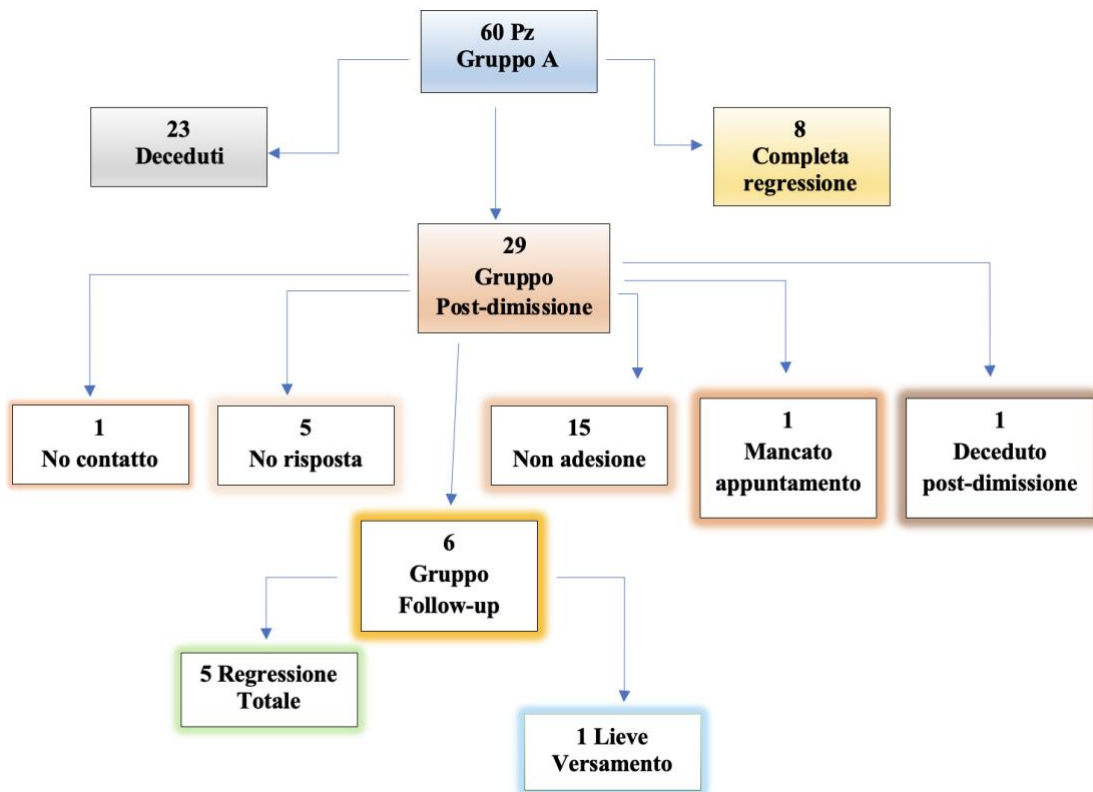 60 Pz
Gruppo A
23
Deceduti
8
Completa
regressione
29
Gruppo
Post-dimissione
1
No contatto
5
No risposta
15
Non adesione
1
Mancato
appuntamento
1
Deceduto
post-dimissione
6
Gruppo
Follow-up
5 Regressione
Totale
1 Lieve
Versamento